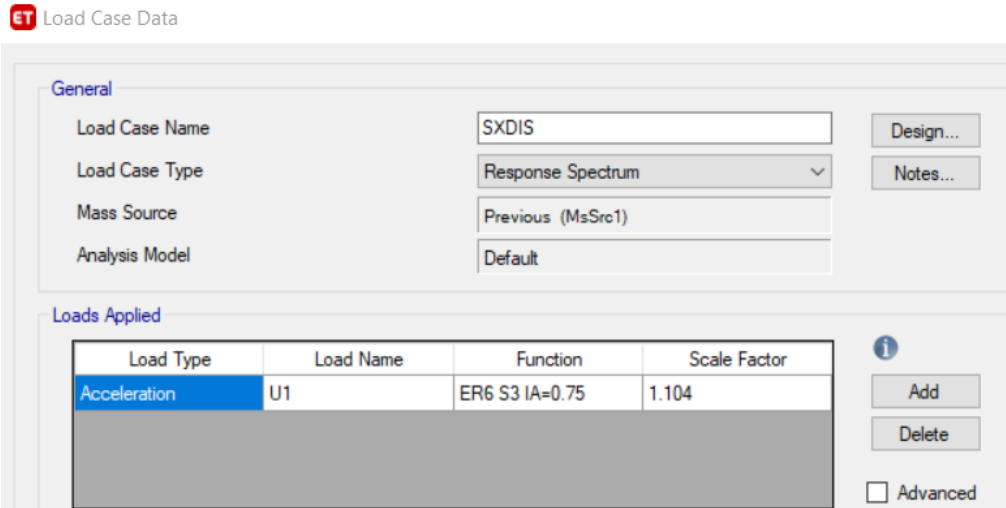 ET Load Case Data
General
Load Case Name SXDIS Design...
Load Case Type Response Spectrum Notes...
Mass Source Previous (MsSrc1)
Analysis Model Default
Loads Applied
Load Type Load Name Function Scale Factor
Acceleration U1 ER6 S3 IA=0.75 1.104
i
Add
Delete
Advanced